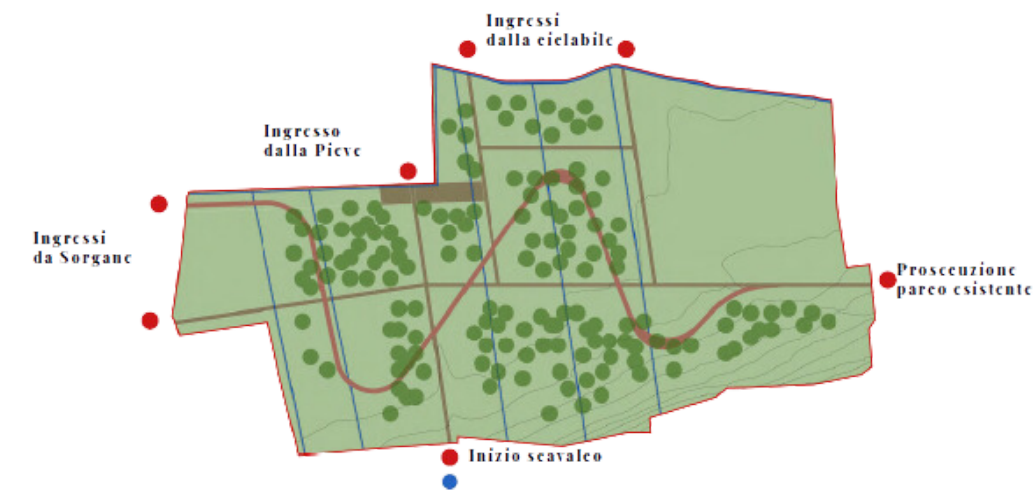 Ingressi
dalla ciclabile
Ingresso
dalla Pieve
Ingressi
da Sorgane
Prosecuzione
parco esistente
Inizio scavalco